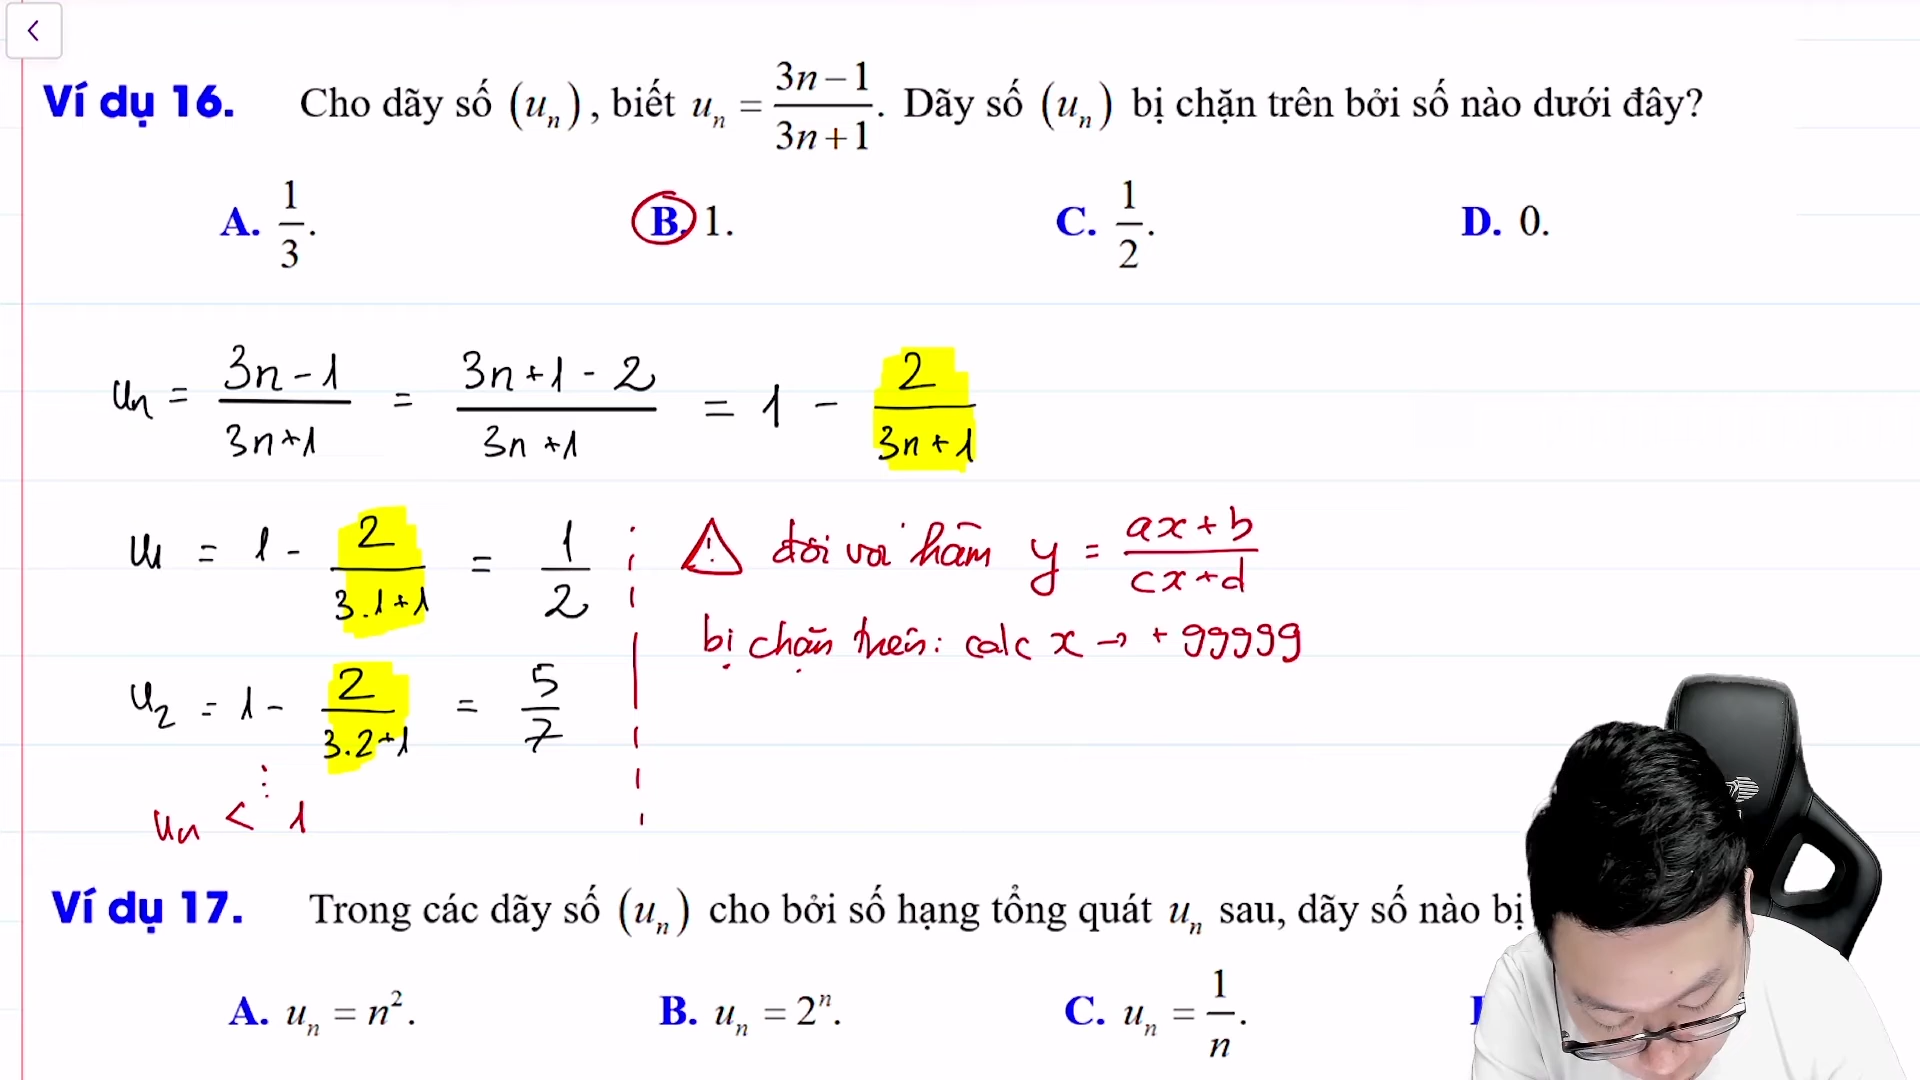 Ví dụ 16. Cho dãy số (uₙ), biết uₙ = (3n−1)/(3n+1). Dãy số (uₙ) bị chặn trên bởi số nào dưới đây?
A. 1/3. B. 1. C. 1/2. D. 0.
uₙ = (3n−1)/(3n+1) = (3n+1−2)/(3n+1) = 1 − 2/(3n+1)
u₁ = 1 − 2/(3.1+1) = 1/2
⚠ đối với hàm y = (ax+b)/(cx+d)
bị chặn trên: calc x → +99999
u₂ = 1 − 2/(3.2+1) = 5/7
⋮
uₙ < 1
Ví dụ 17. Trong các dãy số (uₙ) cho bởi số hạng tổng quát uₙ sau, dãy số nào bị
A. uₙ = n². B. uₙ = 2ⁿ. C. uₙ = 1/n.